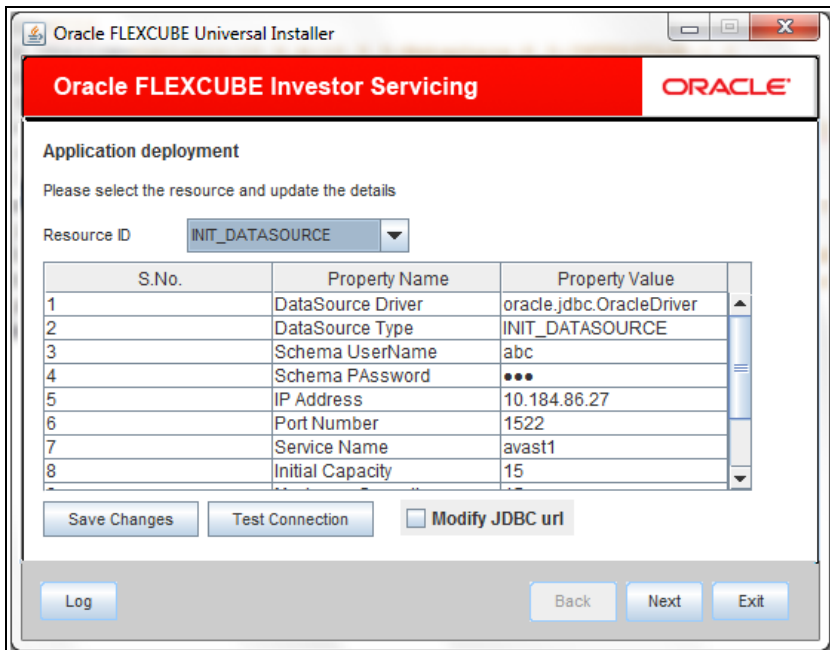 Oracle FLEXCUBE Universal Installer
Oracle FLEXCUBE Investor Servicing ORACLE®
Application deployment
Please select the resource and update the details
Resource ID INIT_DATASOURCE
S.No. Property Name Property Value
1 DataSource Driver oracle.jdbc.OracleDriver
2 DataSource Type INIT_DATASOURCE
3 Schema UserName abc
4 Schema PAssword ●●●
5 IP Address 10.184.86.27
6 Port Number 1522
7 Service Name avast1
8 Initial Capacity 15
Save Changes Test Connection Modify JDBC url
Log Back Next Exit